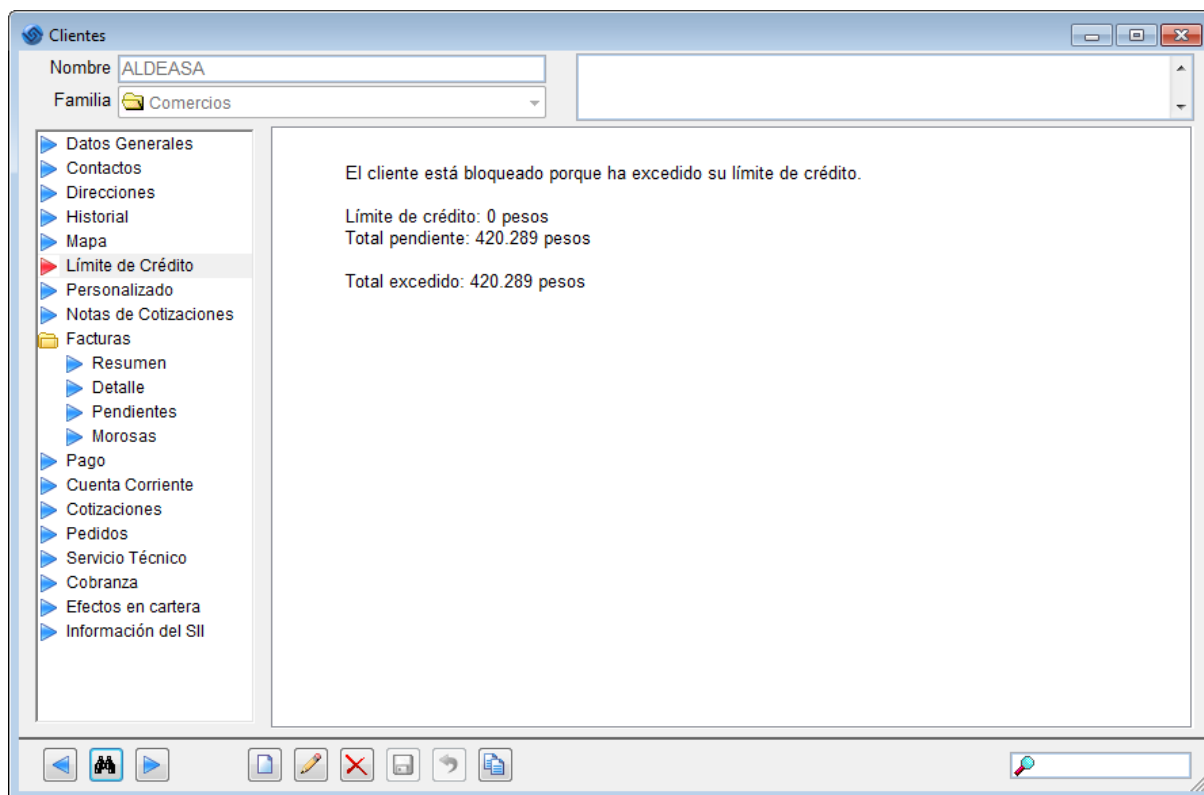 Clientes
Nombre ALDEASA
Familia Comercios
Datos Generales
Contactos
Direcciones
Historial
Mapa
Límite de Crédito
Personalizado
Notas de Cotizaciones
Facturas
Resumen
Detalle
Pendientes
Morosas
Pago
Cuenta Corriente
Cotizaciones
Pedidos
Servicio Técnico
Cobranza
Efectos en cartera
Información del SII
El cliente está bloqueado porque ha excedido su límite de crédito.
Límite de crédito: 0 pesos
Total pendiente: 420.289 pesos
Total excedido: 420.289 pesos